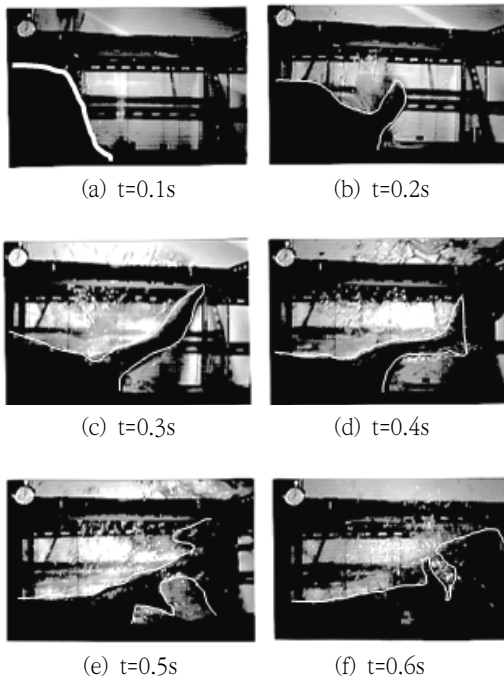 (a) t=0.1s
(b) t=0.2s
(c) t=0.3s
(d) t=0.4s
(e) t=0.5s
(f) t=0.6s